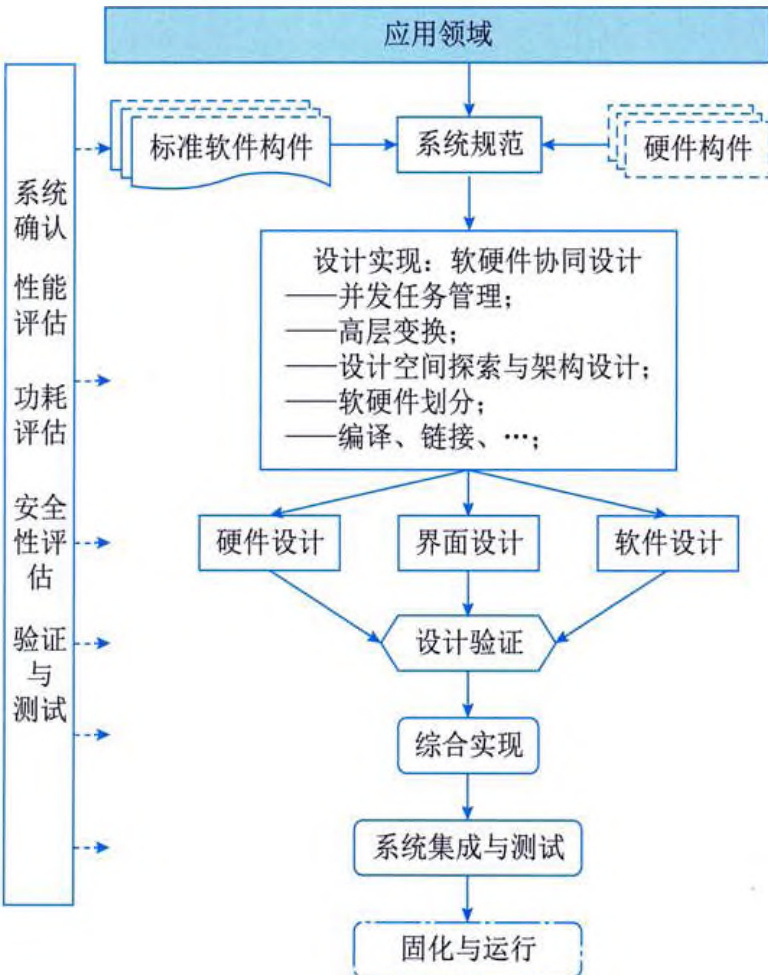 应用领域
标准软件构件
系统规范
硬件构件
系统
确认
性能
评估
功耗
评估
安全
性评
估
验证
与
测试
设计实现：软硬件协同设计
——并发任务管理；
——高层变换；
——设计空间探索与架构设计；
——软硬件划分；
——编译、链接、…；
硬件设计
界面设计
软件设计
设计验证
综合实现
系统集成与测试
固化与运行